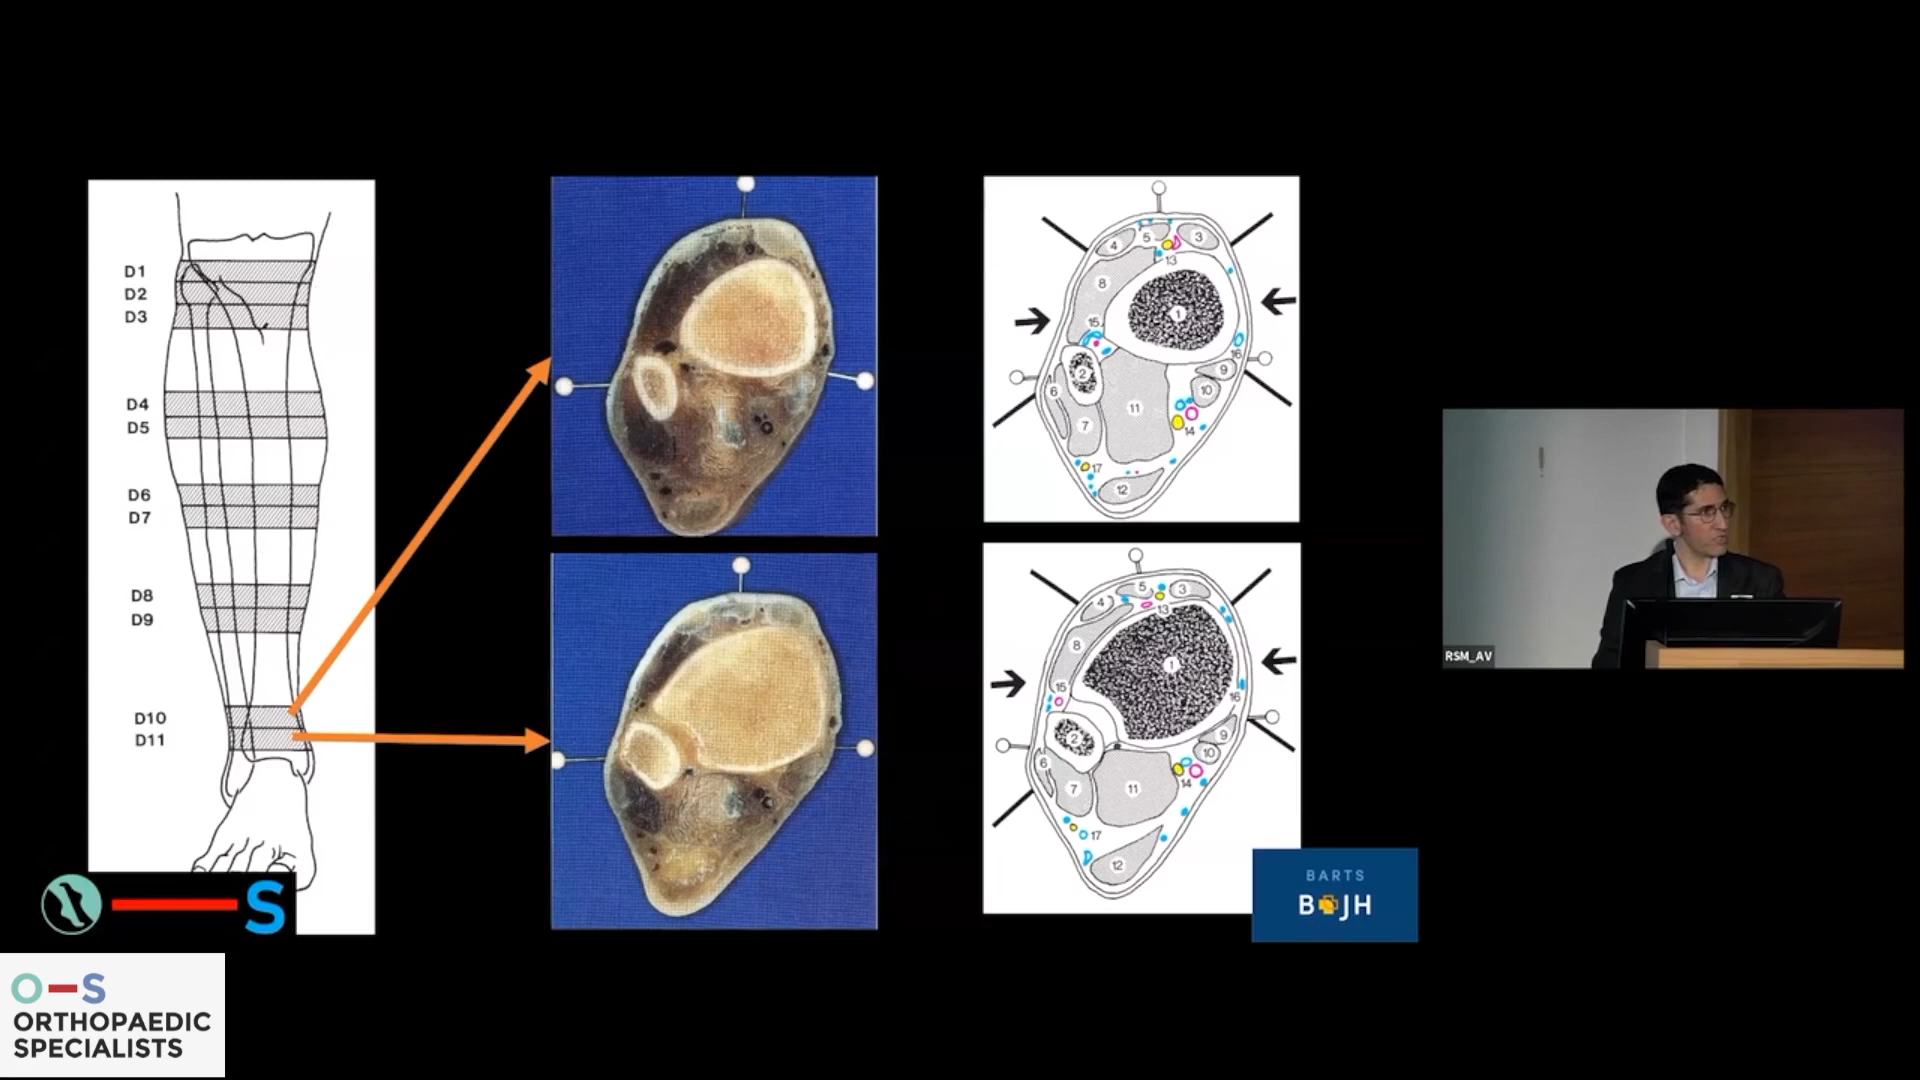 D1
D2
D3
D4
D5
D6
D7
D8
D9
D10
D11
4
5
3
13
8
1
15
16
2
9
6
10
11
7
14
17
12
5
3
4
13
8
1
15
16
2
9
6
10
7
11
14
17
12
S
BARTS
BOJH
RSM_AV
O–S
ORTHOPAEDIC
SPECIALISTS